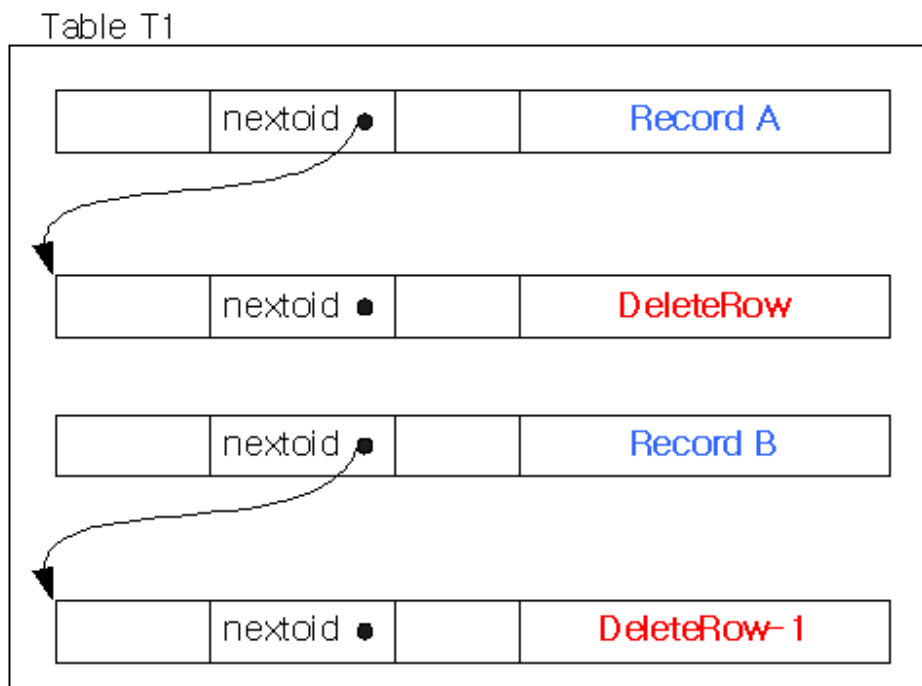 Table T1
nextoid Record A
nextoid DeleteRow
nextoid Record B
nextoid DeleteRow-1